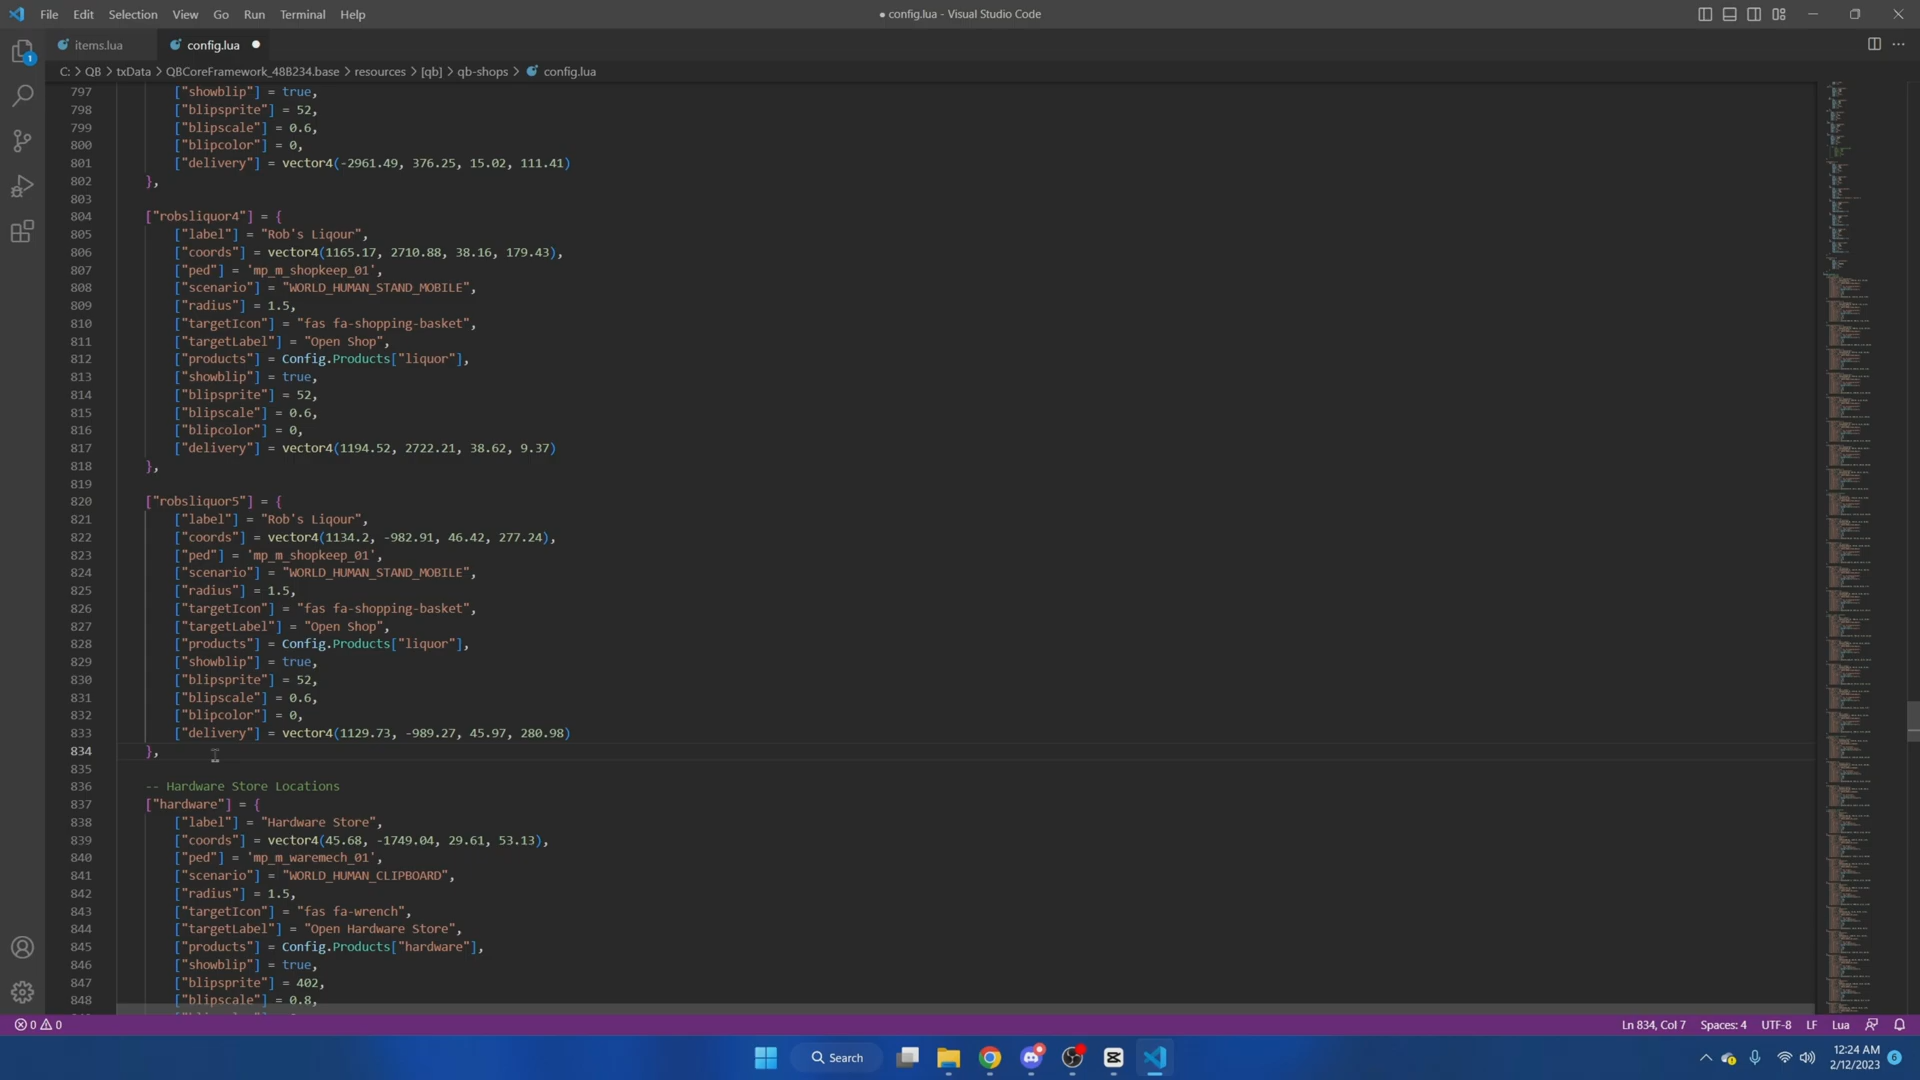 File Edit Selection View Go Run Terminal Help
● config.lua - Visual Studio Code
items.lua config.lua
C: > QB > txData > QBCoreFramework_48B234.base > resources > [qb] > qb-shops > config.lua
797 ["showblip"] = true,
798 ["blipsprite"] = 52,
799 ["blipscale"] = 0.6,
800 ["blipcolor"] = 0,
801 ["delivery"] = vector4(-2961.49, 376.25, 15.02, 111.41)
802 },
803
804 ["robsliquor4"] = {
805 ["label"] = "Rob's Liqour",
806 ["coords"] = vector4(1165.17, 2710.88, 38.16, 179.43),
807 ["ped"] = 'mp_m_shopkeep_01',
808 ["scenario"] = "WORLD_HUMAN_STAND_MOBILE",
809 ["radius"] = 1.5,
810 ["targetIcon"] = "fas fa-shopping-basket",
811 ["targetLabel"] = "Open Shop",
812 ["products"] = Config.Products["liquor"],
813 ["showblip"] = true,
814 ["blipsprite"] = 52,
815 ["blipscale"] = 0.6,
816 ["blipcolor"] = 0,
817 ["delivery"] = vector4(1194.52, 2722.21, 38.62, 9.37)
818 },
819
820 ["robsliquor5"] = {
821 ["label"] = "Rob's Liqour",
822 ["coords"] = vector4(1134.2, -982.91, 46.42, 277.24),
823 ["ped"] = 'mp_m_shopkeep_01',
824 ["scenario"] = "WORLD_HUMAN_STAND_MOBILE",
825 ["radius"] = 1.5,
826 ["targetIcon"] = "fas fa-shopping-basket",
827 ["targetLabel"] = "Open Shop",
828 ["products"] = Config.Products["liquor"],
829 ["showblip"] = true,
830 ["blipsprite"] = 52,
831 ["blipscale"] = 0.6,
832 ["blipcolor"] = 0,
833 ["delivery"] = vector4(1129.73, -989.27, 45.97, 280.98)
834 },
835
836 -- Hardware Store Locations
837 ["hardware"] = {
838 ["label"] = "Hardware Store",
839 ["coords"] = vector4(45.68, -1749.04, 29.61, 53.13),
840 ["ped"] = 'mp_m_waremech_01',
841 ["scenario"] = "WORLD_HUMAN_CLIPBOARD",
842 ["radius"] = 1.5,
843 ["targetIcon"] = "fas fa-wrench",
844 ["targetLabel"] = "Open Hardware Store",
845 ["products"] = Config.Products["hardware"],
846 ["showblip"] = true,
847 ["blipsprite"] = 402,
848 ["blipscale"] = 0.8,
0 0 Ln 834, Col 7 Spaces: 4 UTF-8 LF Lua
Search
12:24 AM
2/12/2023
6
1